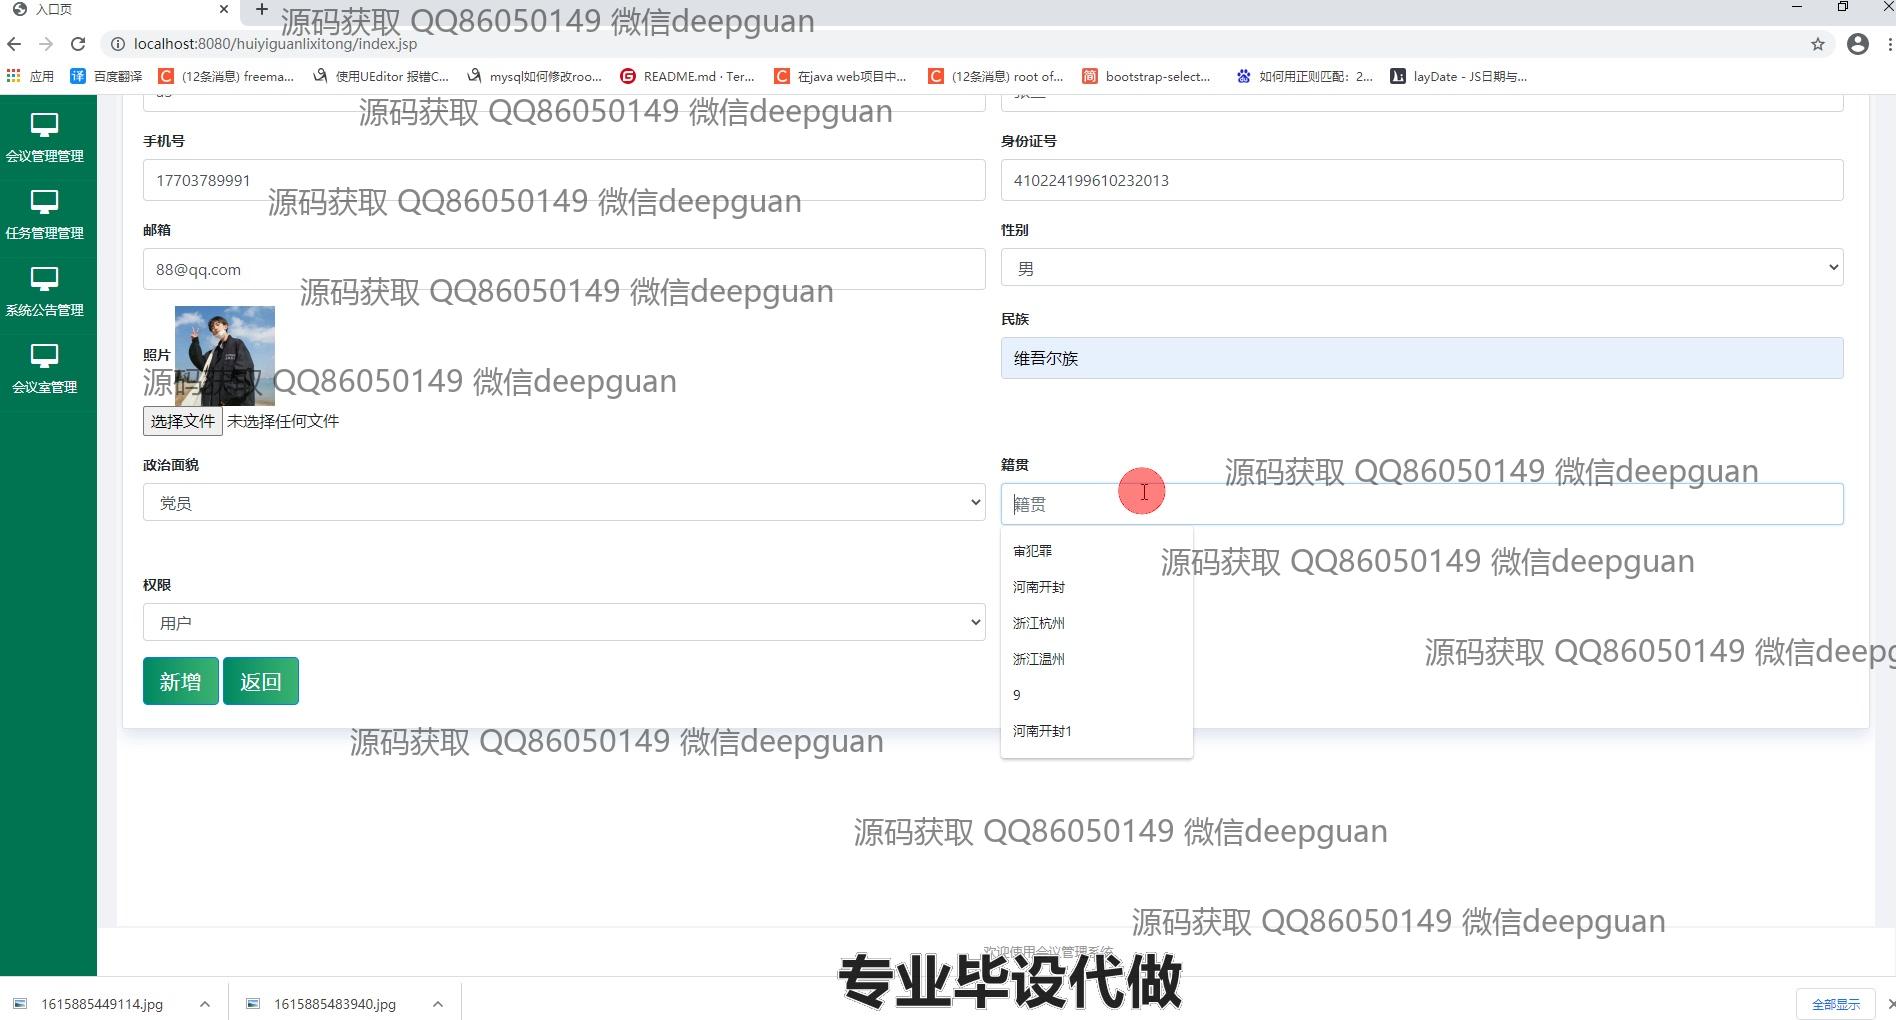 入口页
源码获取 QQ86050149 微信deepguan
localhost:8080/huiyiguanlixitong/index.jsp
应用
百度翻译
(12条消息) freema...
使用UEditor 报错C...
mysql如何修改roo...
README.md · Ter...
在java web项目中...
(12条消息) root of...
bootstrap-select...
如何用正则匹配：2...
layDate - JS日期与...
源码获取 QQ86050149 微信deepguan
会议管理管理
任务管理管理
系统公告管理
会议室管理
手机号
身份证号
17703789991
410224199610232013
源码获取 QQ86050149 微信deepguan
邮箱
性别
88@qq.com
男
源码获取 QQ86050149 微信deepguan
民族
照片
维吾尔族
源码获取 QQ86050149 微信deepguan
选择文件 未选择任何文件
政治面貌
籍贯
源码获取 QQ86050149 微信deepguan
党员
籍贯
审犯罪
源码获取 QQ86050149 微信deepguan
权限
河南开封
用户
浙江杭州
浙江温州
源码获取 QQ86050149 微信deepg
新增
返回
9
河南开封1
源码获取 QQ86050149 微信deepguan
源码获取 QQ86050149 微信deepguan
源码获取 QQ86050149 微信deepguan
欢迎使用会议管理系统
专业毕设代做
1615885449114.jpg
1615885483940.jpg
全部显示